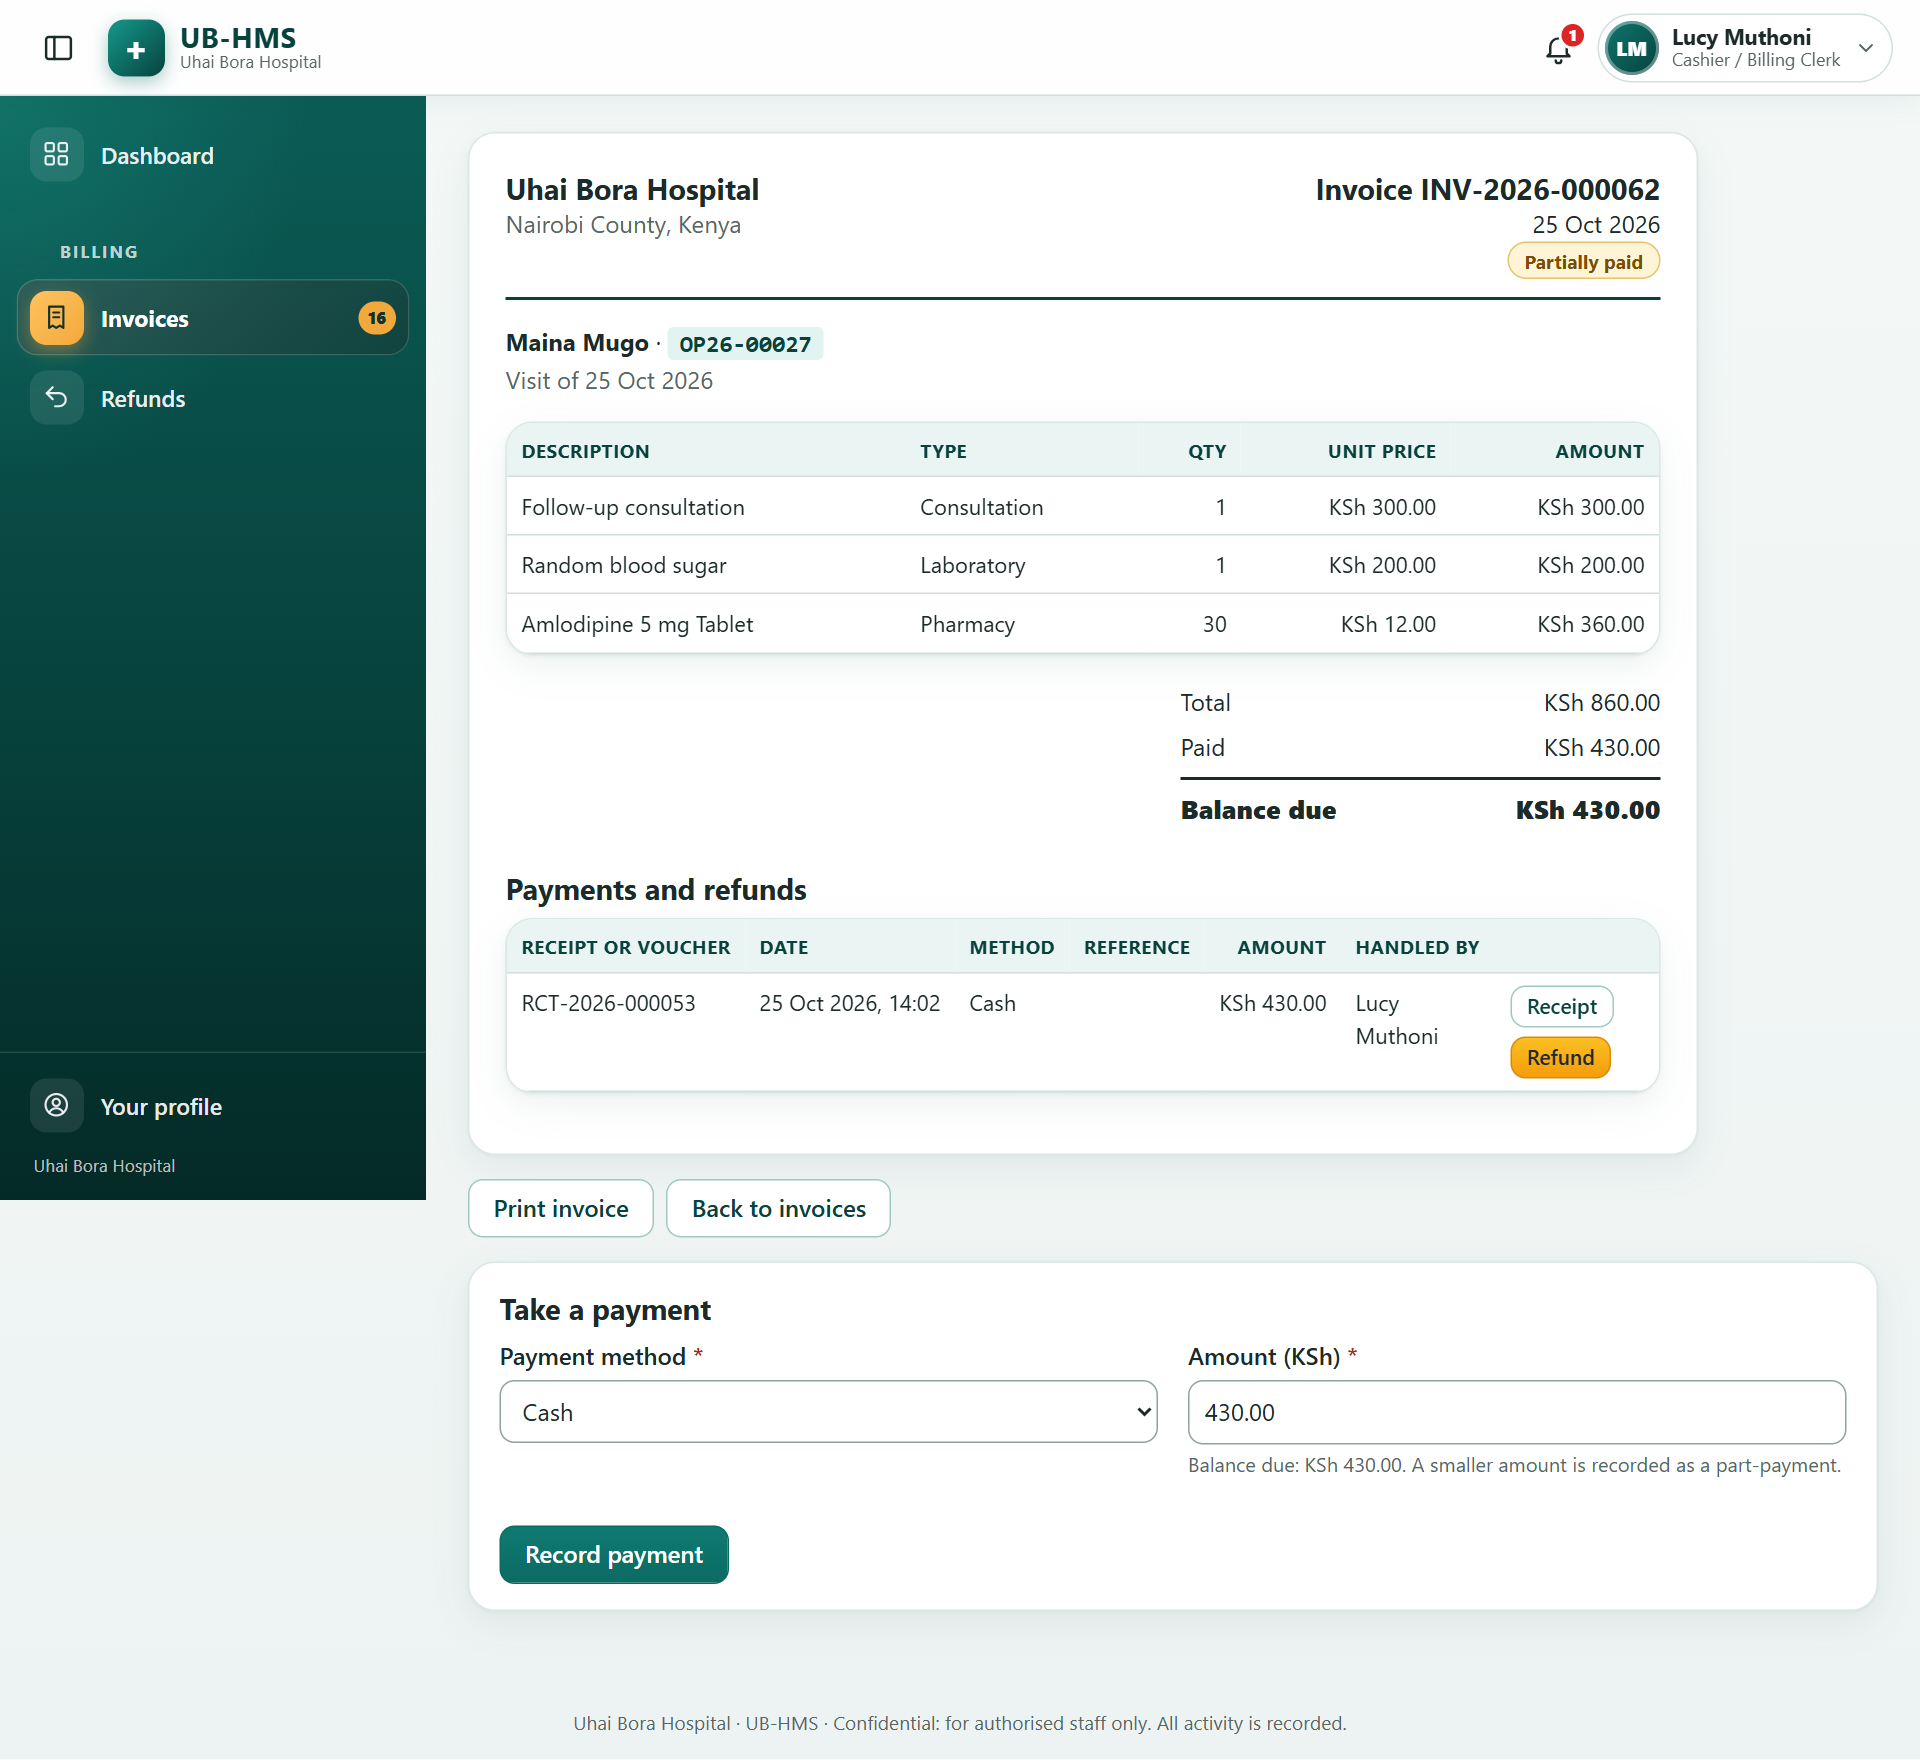 UB-HMS
Uhai Bora Hospital
1
LM
Lucy Muthoni
Cashier / Billing Clerk
Dashboard
BILLING
Invoices
16
Refunds
Your profile
Uhai Bora Hospital
Uhai Bora Hospital
Nairobi County, Kenya
Invoice INV-2026-000062
25 Oct 2026
Partially paid
Maina Mugo · OP26-00027
Visit of 25 Oct 2026
DESCRIPTION TYPE QTY UNIT PRICE AMOUNT
Follow-up consultation Consultation 1 KSh 300.00 KSh 300.00
Random blood sugar Laboratory 1 KSh 200.00 KSh 200.00
Amlodipine 5 mg Tablet Pharmacy 30 KSh 12.00 KSh 360.00
Total KSh 860.00
Paid KSh 430.00
Balance due KSh 430.00
Payments and refunds
RECEIPT OR VOUCHER DATE METHOD REFERENCE AMOUNT HANDLED BY
RCT-2026-000053 25 Oct 2026, 14:02 Cash KSh 430.00 Lucy Muthoni
Receipt
Refund
Print invoice
Back to invoices
Take a payment
Payment method *
Cash
Amount (KSh) *
430.00
Balance due: KSh 430.00. A smaller amount is recorded as a part-payment.
Record payment
Uhai Bora Hospital · UB-HMS · Confidential: for authorised staff only. All activity is recorded.